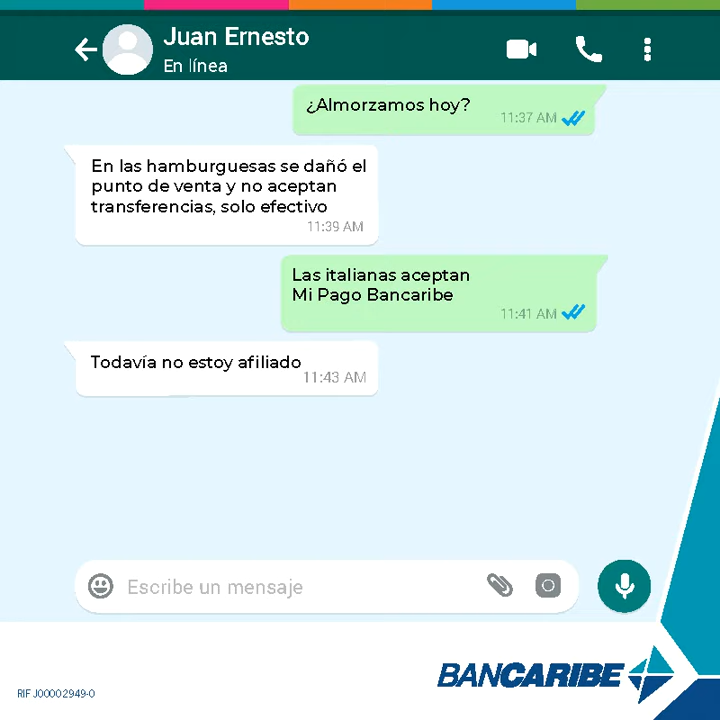 Juan Ernesto
En línea
¿Almorzamos hoy?
11:37 AM
En las hamburguesas se dañó el
punto de venta y no aceptan
transferencias, solo efectivo
11:39 AM
Las italianas aceptan
Mi Pago Bancaribe
11:41 AM
Todavía no estoy afiliado
11:43 AM
Escribe un mensaje
BANCARIBE
RIF J00002949-0